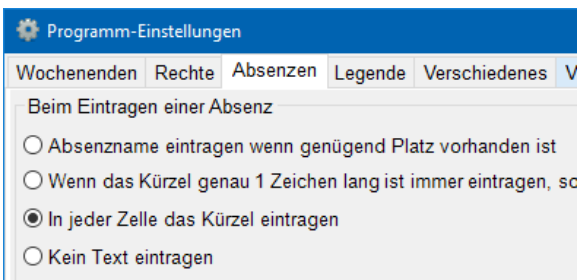 Programm-Einstellungen
Wochenenden Rechte Absenzen Legende Verschiedenes
Beim Eintragen einer Absenz
Absenzname eintragen wenn genügend Platz vorhanden ist
Wenn das Kürzel genau 1 Zeichen lang ist immer eintragen,
In jeder Zelle das Kürzel eintragen
Kein Text eintragen